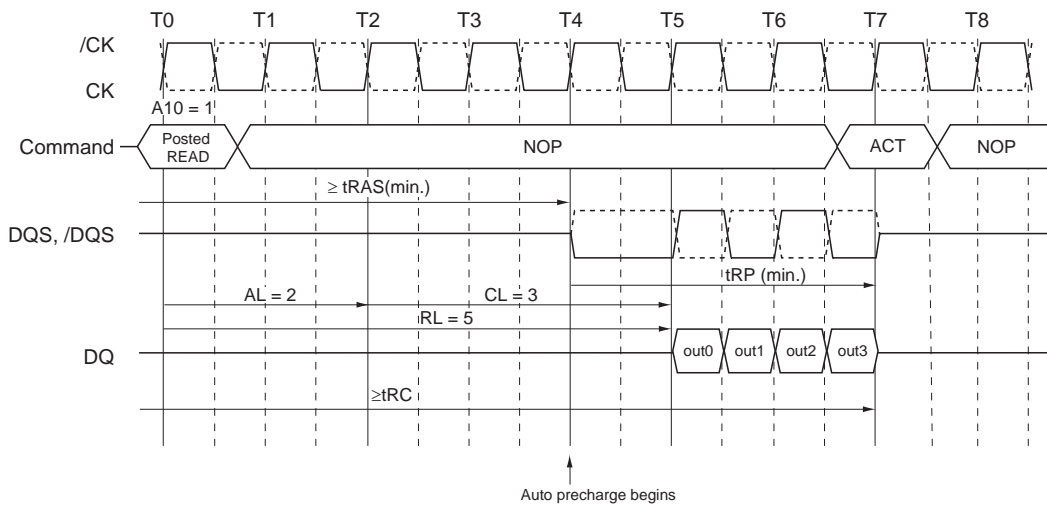 T0 T1 T2 T3 T4 T5 T6 T7 T8
/CK
CK
A10 = 1
Command
Posted
READ
NOP
ACT
NOP
≥ tRAS(min.)
DQS, /DQS
tRP (min.)
AL = 2
CL = 3
RL = 5
DQ
out0 out1 out2 out3
≥tRC
Auto precharge begins